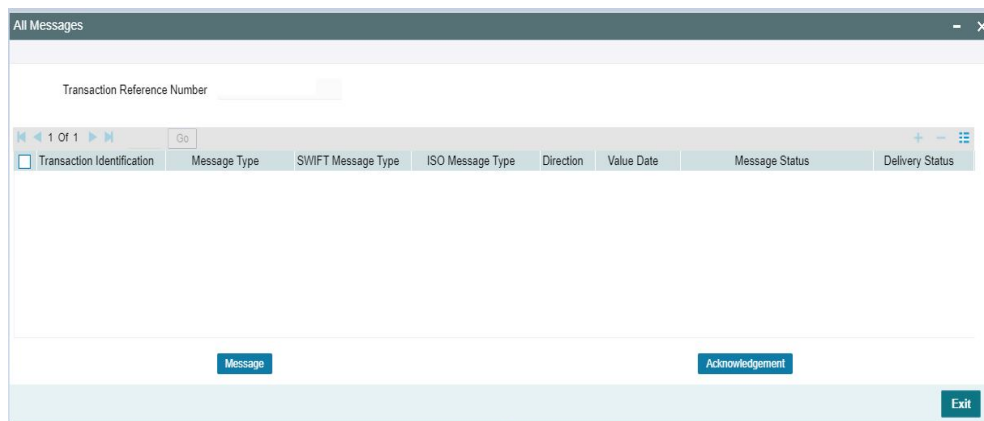 All Messages
Transaction Reference Number
1 Of 1 Go
Transaction Identification Message Type SWIFT Message Type ISO Message Type Direction Value Date Message Status Delivery Status
Message Acknowledgement
Exit